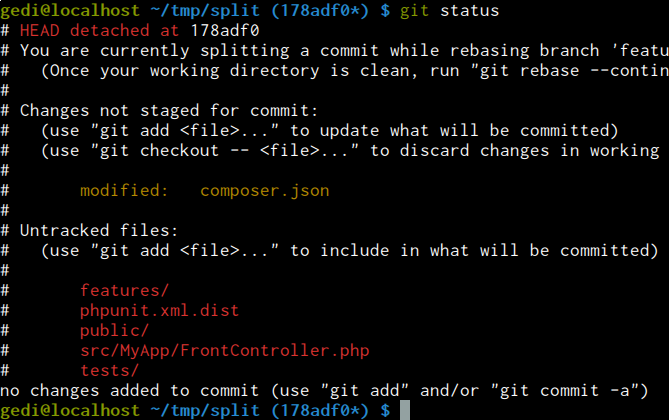 gedi@localhost ~/tmp/split (178adf0*) $ git status
# HEAD detached at 178adf0
# You are currently splitting a commit while rebasing branch 'featu
#   (Once your working directory is clean, run "git rebase --contin
#
# Changes not staged for commit:
#   (use "git add <file>..." to update what will be committed)
#   (use "git checkout -- <file>..." to discard changes in working
#
#       modified:   composer.json
#
# Untracked files:
#   (use "git add <file>..." to include in what will be committed)
#
#       features/
#       phpunit.xml.dist
#       public/
#       src/MyApp/FrontController.php
#       tests/
no changes added to commit (use "git add" and/or "git commit -a")
gedi@localhost ~/tmp/split (178adf0*) $